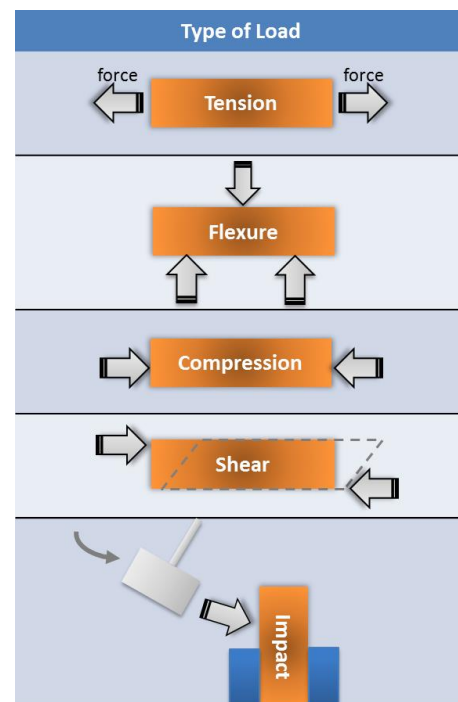 Type of Load
force force
Tension
Flexure
Compression
Shear
Impact